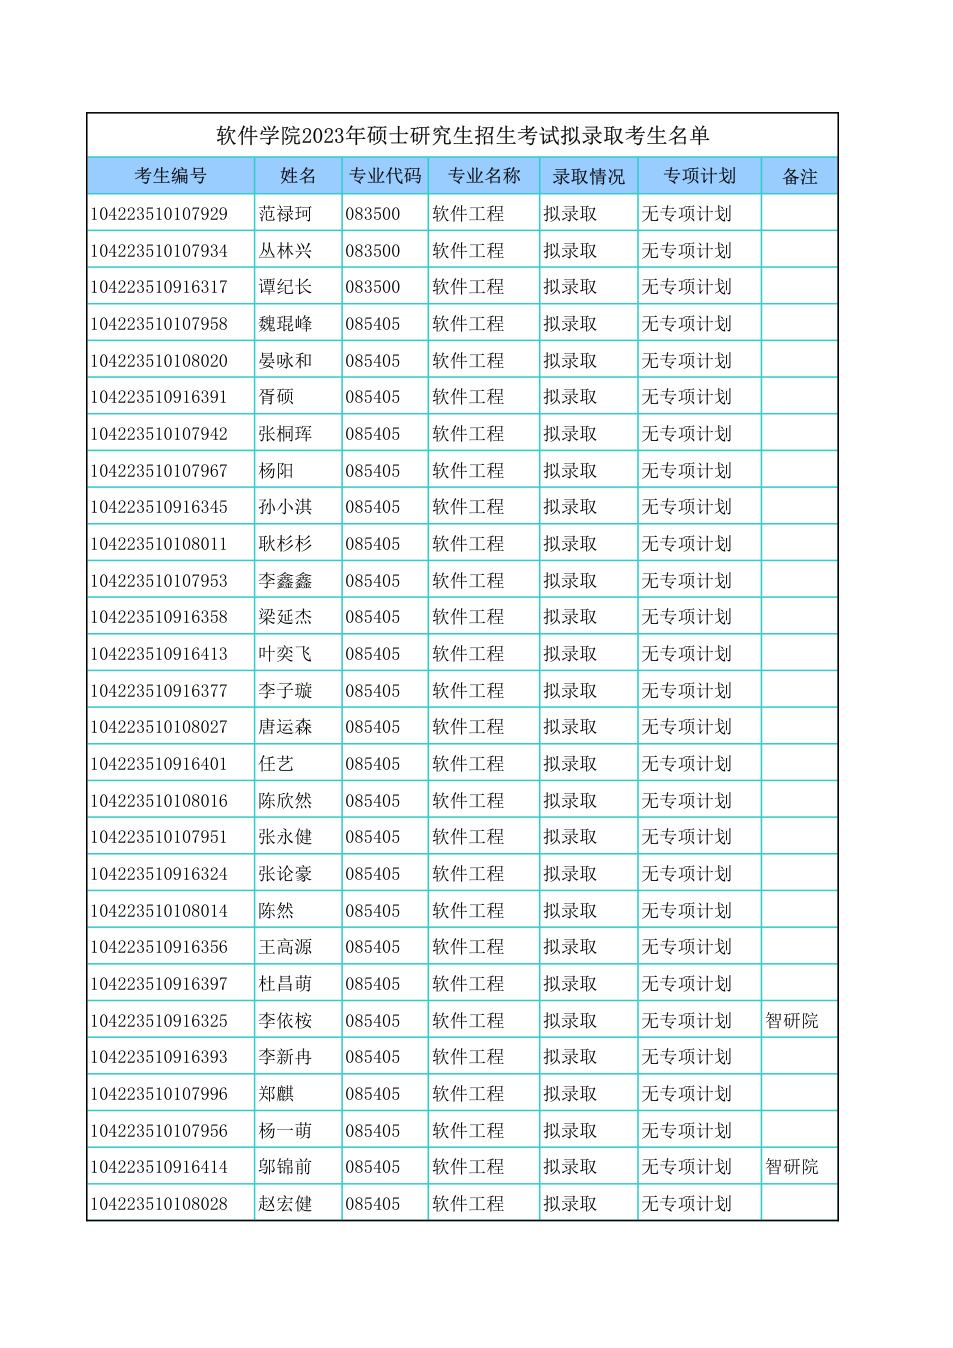 软件学院2023年硕士研究生招生考试拟录取考生名单
考生编号 姓名 专业代码 专业名称 录取情况 专项计划 备注
104223510107929 范禄珂 083500 软件工程 拟录取 无专项计划
104223510107934 丛林兴 083500 软件工程 拟录取 无专项计划
104223510916317 谭纪长 083500 软件工程 拟录取 无专项计划
104223510107958 魏琨峰 085405 软件工程 拟录取 无专项计划
104223510108020 晏咏和 085405 软件工程 拟录取 无专项计划
104223510916391 胥硕 085405 软件工程 拟录取 无专项计划
104223510107942 张桐珲 085405 软件工程 拟录取 无专项计划
104223510107967 杨阳 085405 软件工程 拟录取 无专项计划
104223510916345 孙小淇 085405 软件工程 拟录取 无专项计划
104223510108011 耿杉杉 085405 软件工程 拟录取 无专项计划
104223510107953 李鑫鑫 085405 软件工程 拟录取 无专项计划
104223510916358 梁延杰 085405 软件工程 拟录取 无专项计划
104223510916413 叶奕飞 085405 软件工程 拟录取 无专项计划
104223510916377 李子璇 085405 软件工程 拟录取 无专项计划
104223510108027 唐运森 085405 软件工程 拟录取 无专项计划
104223510916401 任艺 085405 软件工程 拟录取 无专项计划
104223510108016 陈欣然 085405 软件工程 拟录取 无专项计划
104223510107951 张永健 085405 软件工程 拟录取 无专项计划
104223510916324 张论豪 085405 软件工程 拟录取 无专项计划
104223510108014 陈然 085405 软件工程 拟录取 无专项计划
104223510916356 王高源 085405 软件工程 拟录取 无专项计划
104223510916397 杜昌萌 085405 软件工程 拟录取 无专项计划
104223510916325 李依桉 085405 软件工程 拟录取 无专项计划 智研院
104223510916393 李新冉 085405 软件工程 拟录取 无专项计划
104223510107996 郑麒 085405 软件工程 拟录取 无专项计划
104223510107956 杨一萌 085405 软件工程 拟录取 无专项计划
104223510916414 邬锦前 085405 软件工程 拟录取 无专项计划 智研院
104223510108028 赵宏健 085405 软件工程 拟录取 无专项计划